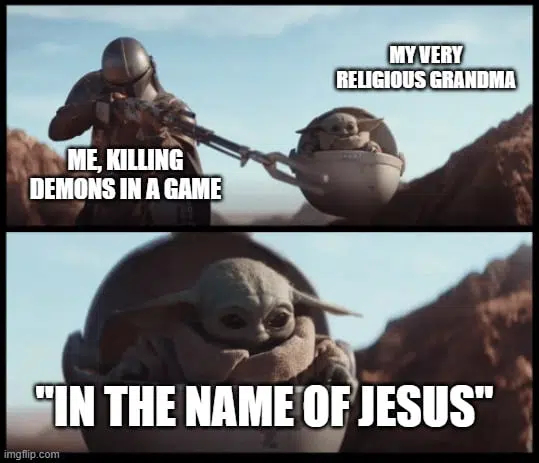 MY VERY
RELIGIOUS GRANDMA
ME, KILLING
DEMONS IN A GAME
"IN THE NAME OF JESUS"
imgflip.com